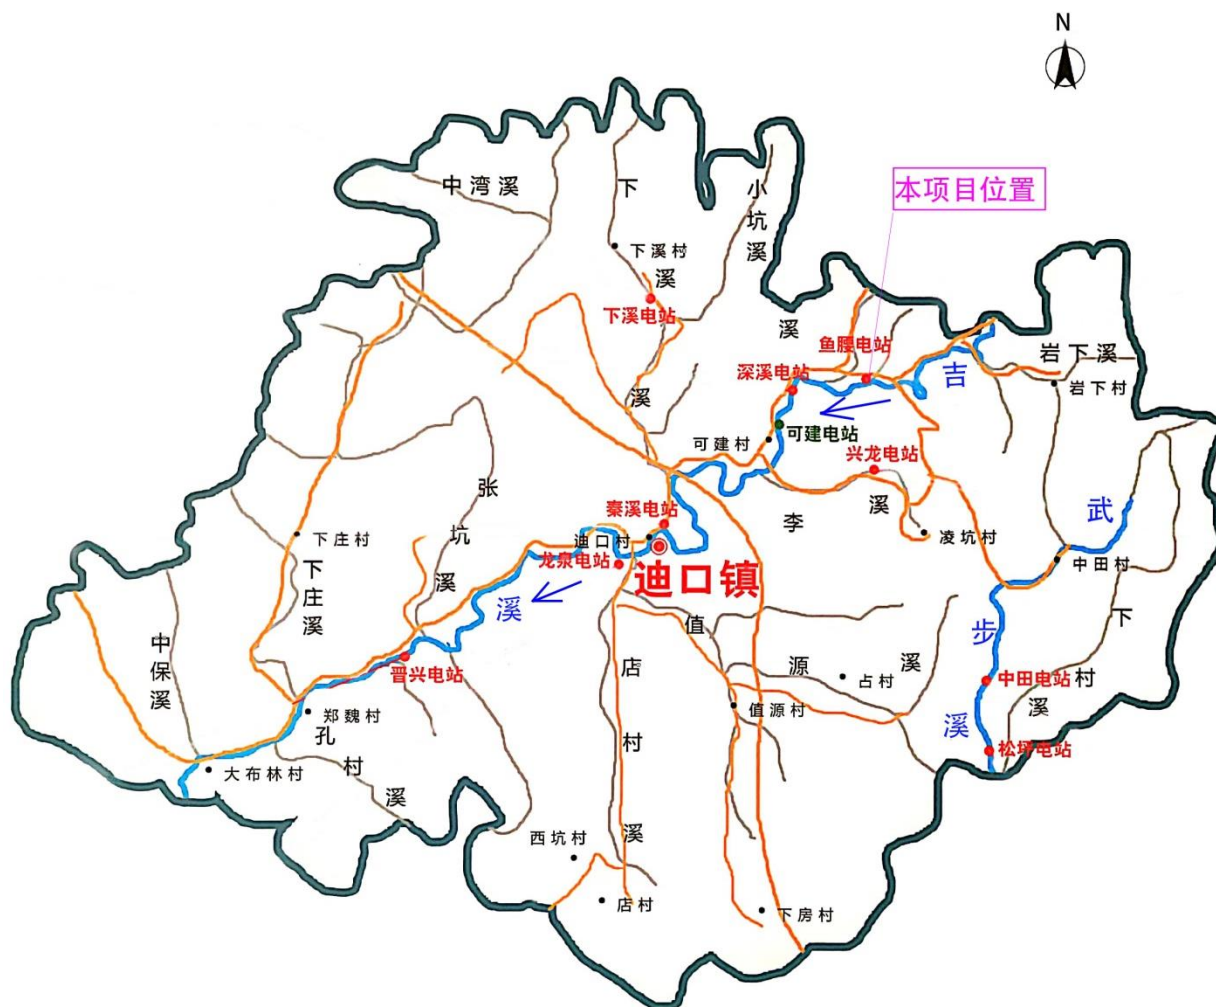 N
本项目位置
中湾溪
下
溪
溪
小坑溪
下溪村
下溪电站
溪
鱼腰电站
深溪电站
吉
岩下溪
岩下村
可建村
可建电站
兴龙电站
李
溪
凌坑村
武
步
溪
中田村
下
村
溪
中田电站
松坪电站
秦溪电站
迪口村
迪口镇
龙泉电站
溪
张
坑
溪
下庄村
下庄溪
中保溪
晋兴电站
郑魏村
孔
村
溪
大布林村
值
源
溪
占村
值源村
店
村
溪
西坑村
店村
下房村